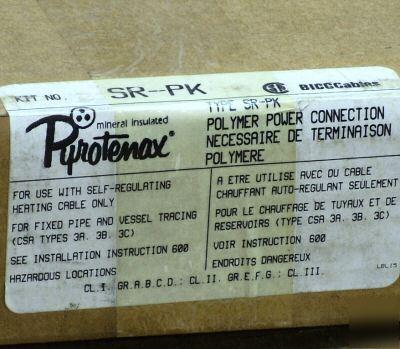 KIT NO. SR-PK BICCCables
mineral insulated
Pyrotenax®
TYPE SR-PK
POLYMER POWER CONNECTION
NECESSAIRE DE TERMINAISON
POLYMERE
FOR USE WITH SELF-REGULATING
HEATING CABLE ONLY
FOR FIXED PIPE AND VESSEL TRACING
(CSA TYPES 3A. 3B. 3C)
SEE INSTALLATION INSTRUCTION 600
HAZARDOUS LOCATIONS
A ETRE UTILISE AVEC DU CABLE
CHAUFFANT AUTO-REGULANT SEULEMENT
POUR LE CHAUFFAGE DE TUYAUX ET DE
RESERVOIRS (TYPE CSA 3A. 3B. 3C)
VOIR INSTRUCTION 600
ENDROITS DANGEREUX
CL.I. GR.A.B.C.D.: CL.II. GR.E.F.G.: CL.III.
LBL15